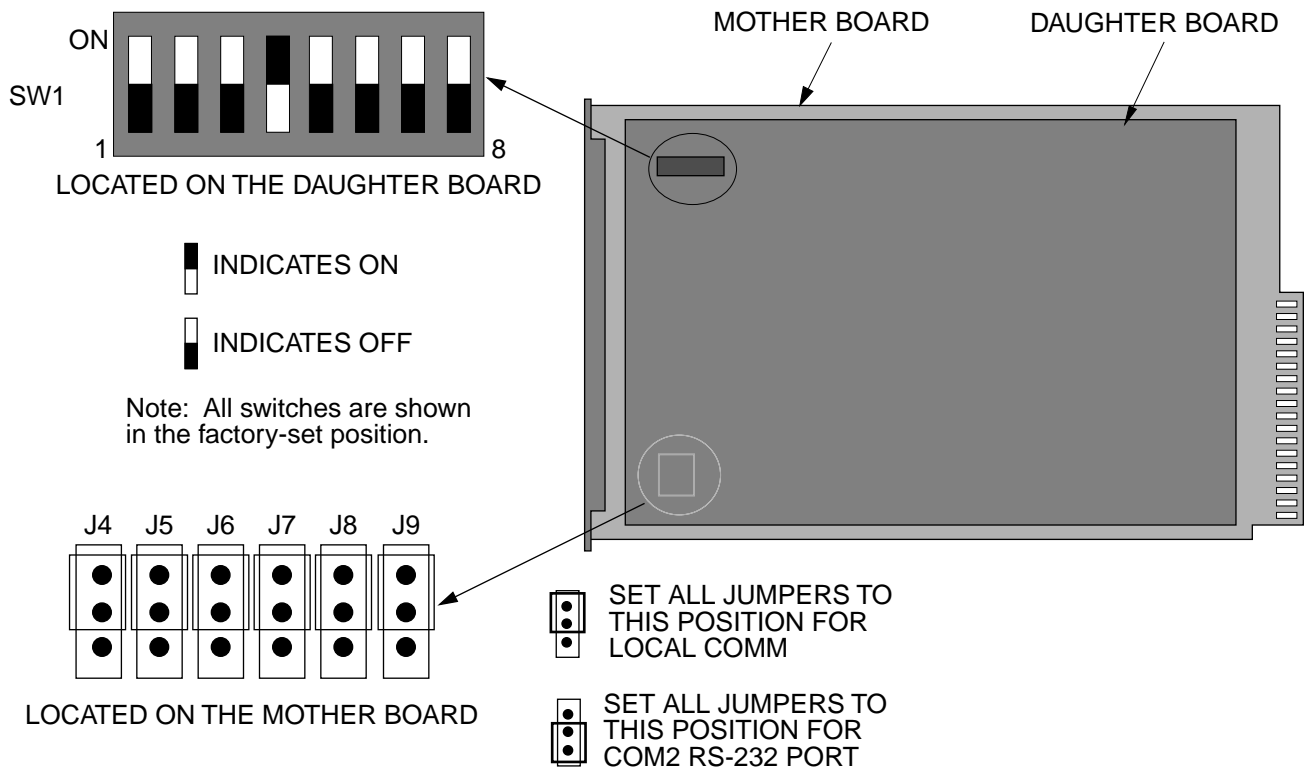 MOTHER BOARD
DAUGHTER BOARD
ON
SW1
1
8
LOCATED ON THE DAUGHTER BOARD
INDICATES ON
INDICATES OFF
Note: All switches are shown
in the factory-set position.
J4 J5 J6 J7 J8 J9
LOCATED ON THE MOTHER BOARD
SET ALL JUMPERS TO
THIS POSITION FOR
LOCAL COMM
SET ALL JUMPERS TO
THIS POSITION FOR
COM2 RS-232 PORT